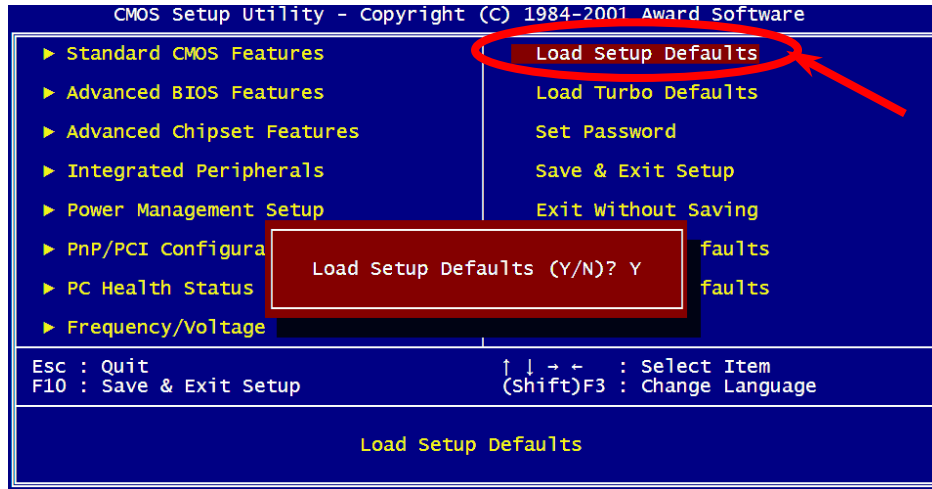 CMOS Setup Utility - Copyright (C) 1984-2001 Award Software
► Standard CMOS Features
► Advanced BIOS Features
► Advanced Chipset Features
► Integrated Peripherals
► Power Management Setup
► PnP/PCI Configura
► PC Health Status
► Frequency/Voltage
Load Setup Defaults
Load Turbo Defaults
Set Password
Save & Exit Setup
Exit Without Saving
faults
faults
Load Setup Defaults (Y/N)? Y
Esc : Quit
F10 : Save & Exit Setup
↑ ↓ → ← : Select Item
(Shift)F3 : Change Language
Load Setup Defaults